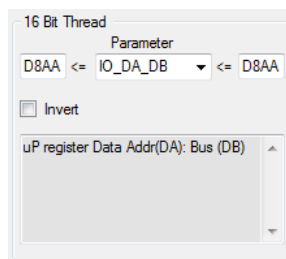 16 Bit Thread
Parameter
D8AA <= IO_DA_DB <= D8AA
Invert
uP register Data Addr(DA): Bus (DB)